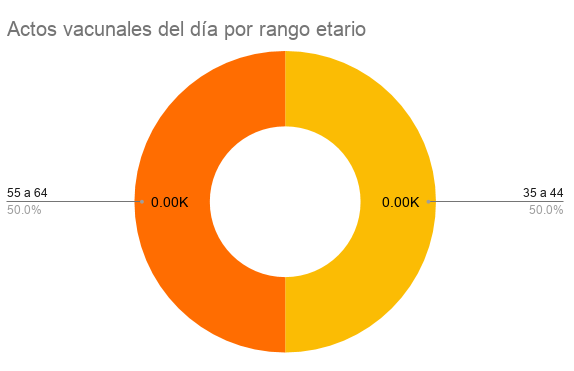 Actos vacunales del día por rango etario
55 a 64
50.0%
0.00K
0.00K
35 a 44
50.0%